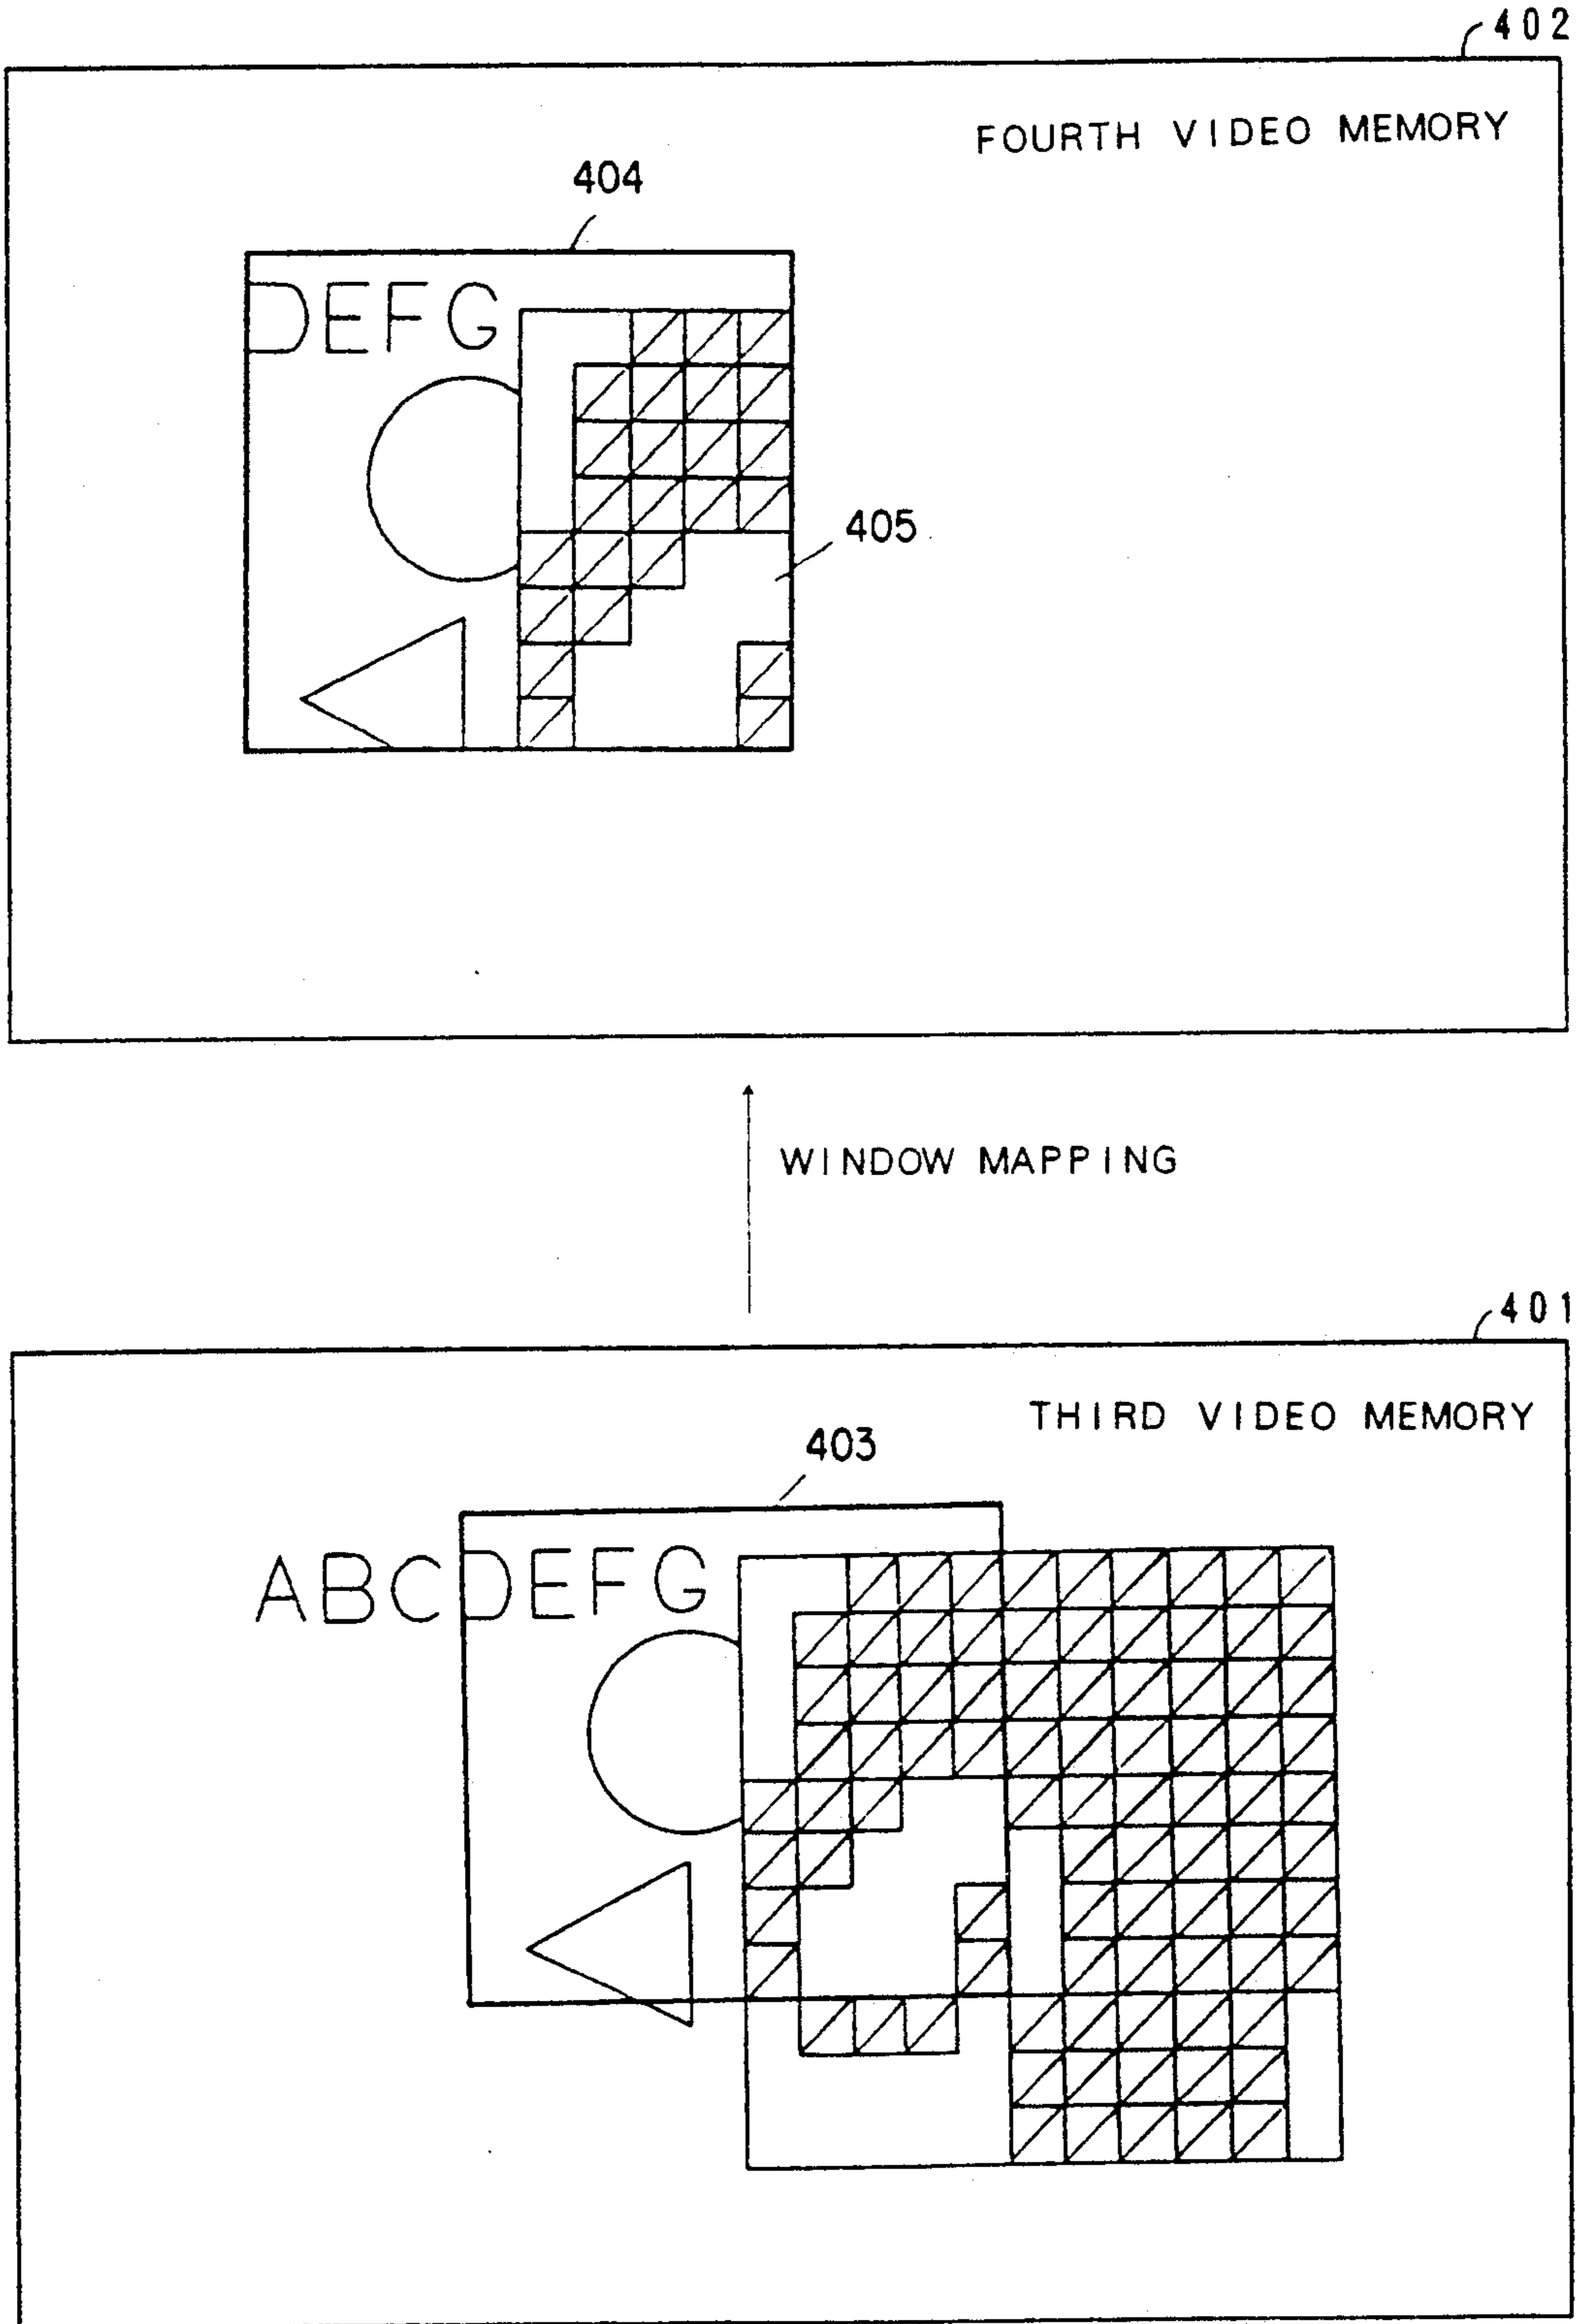 402
FOURTH VIDEO MEMORY
404
DEFG
405
WINDOW MAPPING
401
THIRD VIDEO MEMORY
403
ABCDEFG